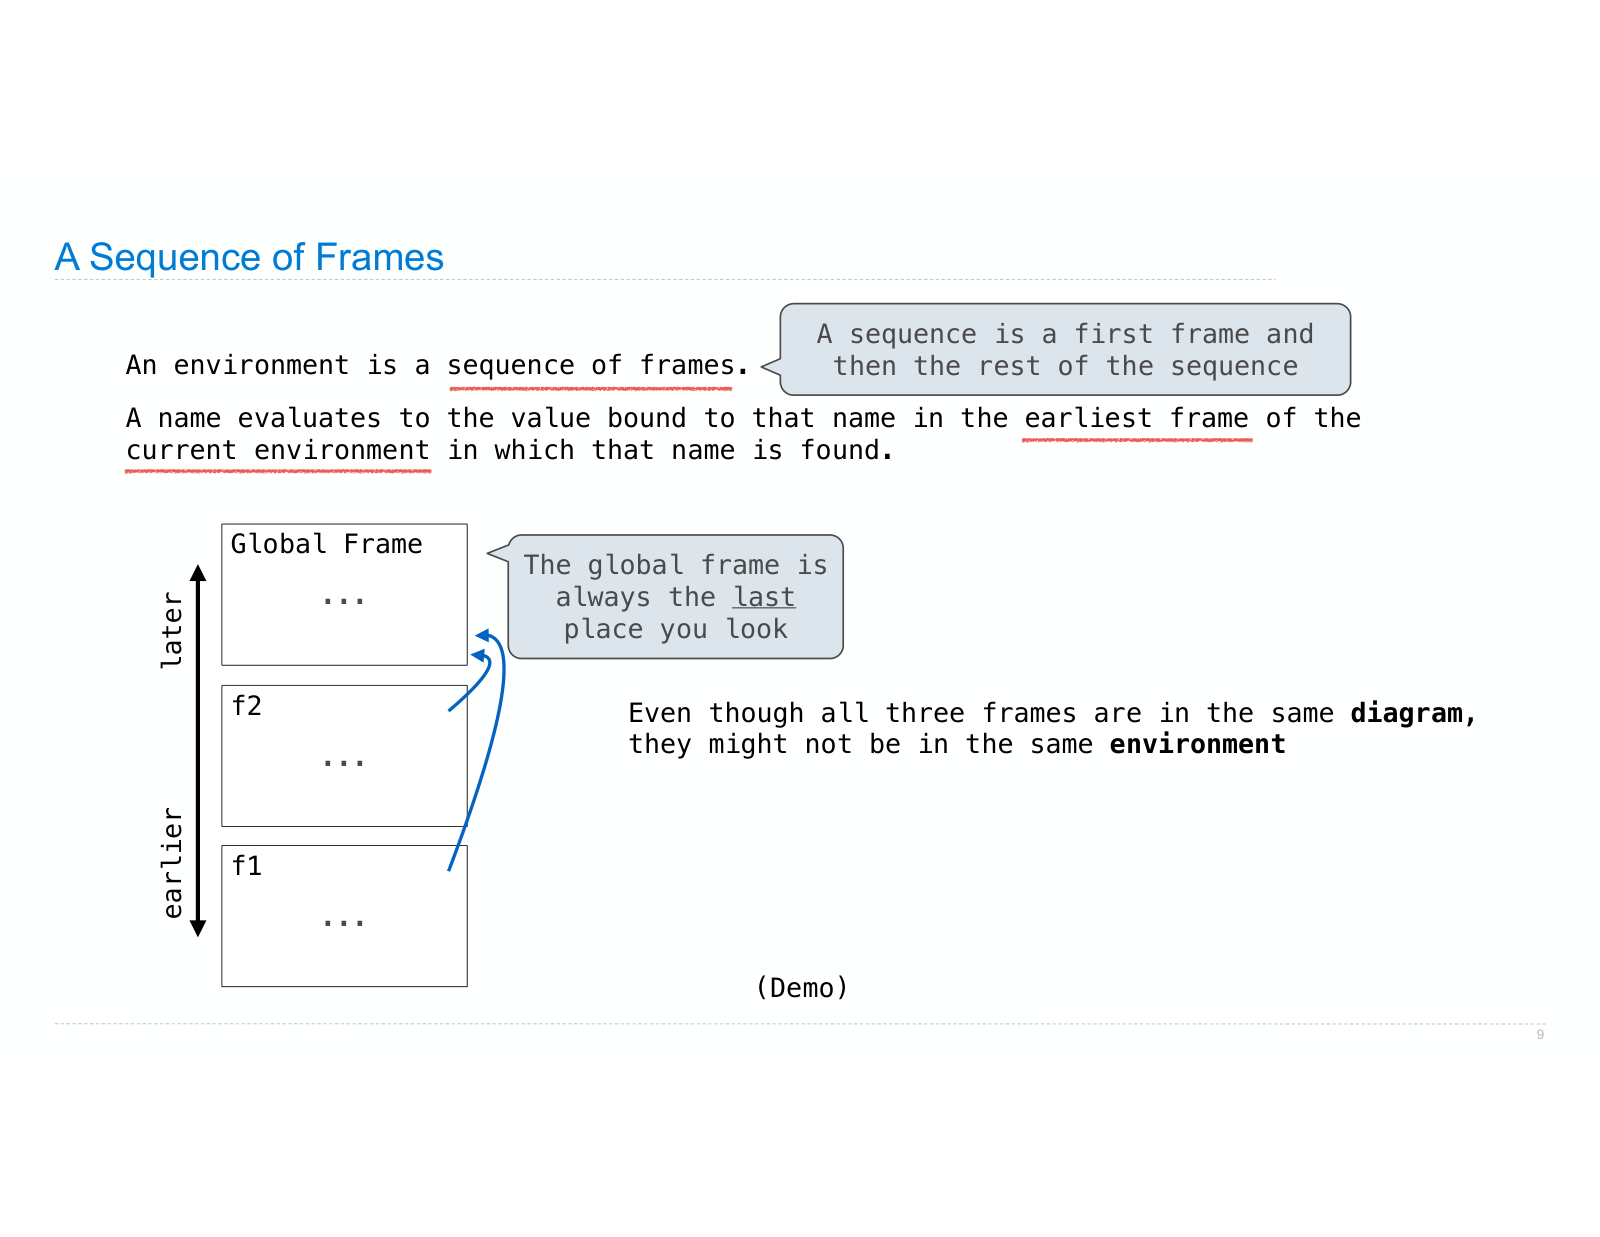 A Sequence of Frames
A sequence is a first frame and
then the rest of the sequence
An environment is a sequence of frames.
A name evaluates to the value bound to that name in the earliest frame of the
current environment in which that name is found.
Global Frame
...
The global frame is
always the last
place you look
later
f2
...
Even though all three frames are in the same diagram,
they might not be in the same environment
earlier
f1
...
(Demo)
9